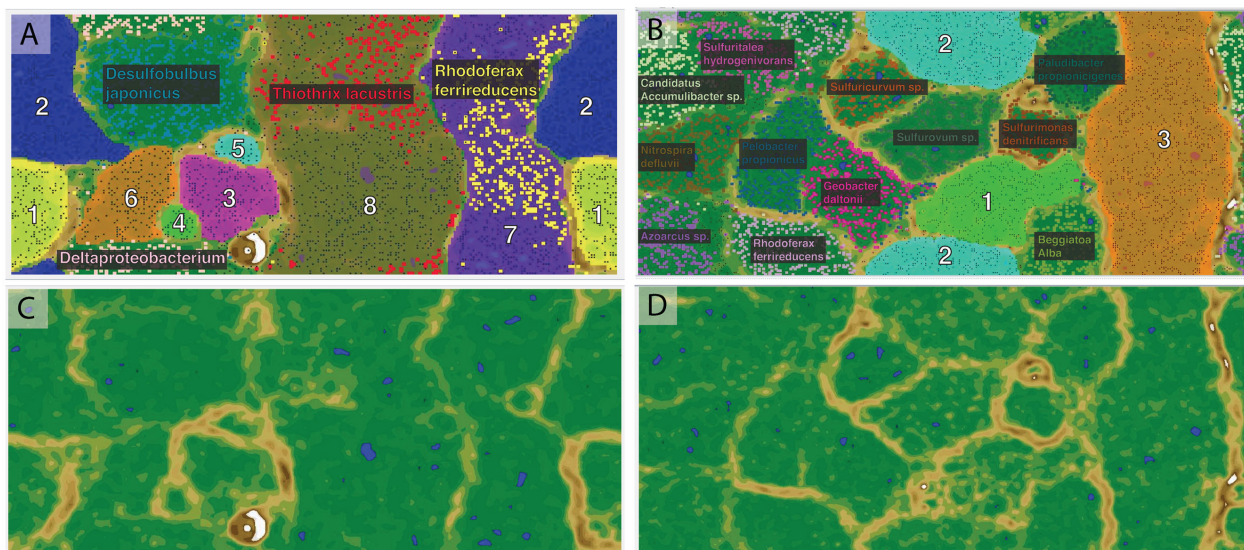 A
Desulfobulbus
japonicus
Thiothrix lacustris
Rhodoferax
ferrireducens
2
2
5
6
3
4
1
8
1
7
Deltaproteobacterium
B
Sulfuritalea
hydrogenivorans
2
Paludibacter
propionicigenes
Candidatus
Accumulibacter sp.
Sulfuricurvum sp.
Sulfurovum sp.
Sulfurimonas
denitrificans
3
Nitrospira
defluvii
Pelobacter
propionicus
Geobacter
daltonii
1
Azoarcus sp.
Rhodoferax
ferrireducens
2
Beggiatoa
Alba
C
D